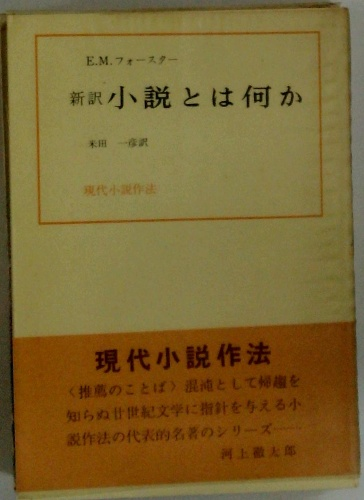 E.M.フォースター
新訳 小説とは何か
米田 一彦訳
現代小説作法
現代小説作法
〈推薦のことば〉混沌として帰趨を
知らぬ廿世紀文学に指針を与える小
説作法の代表的名著のシリーズ——
河上徹太郎